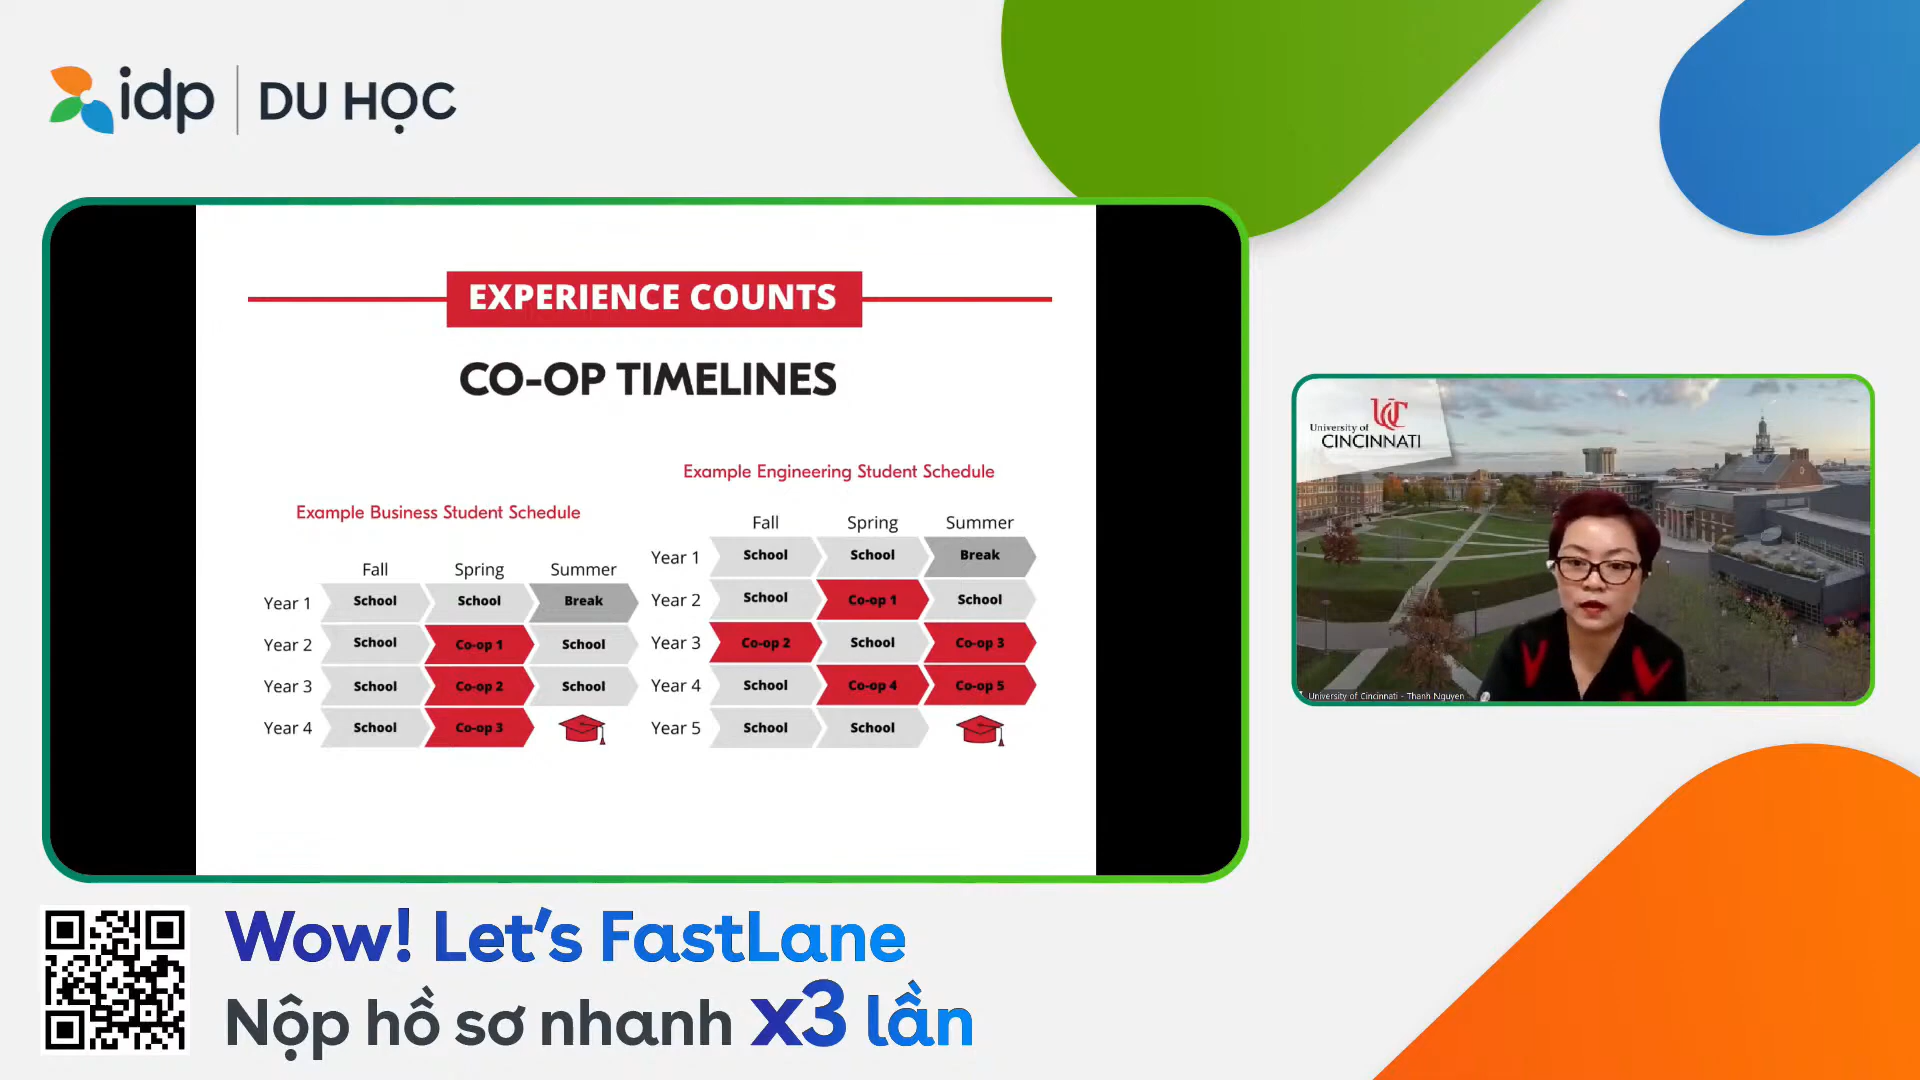 idp | DU HỌC
EXPERIENCE COUNTS
CO-OP TIMELINES
Example Business Student Schedule
Fall Spring Summer
Year 1 School School Break
Year 2 School Co-op 1 School
Year 3 School Co-op 2 School
Year 4 School Co-op 3
Example Engineering Student Schedule
Fall Spring Summer
Year 1 School School Break
Year 2 School Co-op 1 School
Year 3 Co-op 2 School Co-op 3
Year 4 School Co-op 4 Co-op 5
Year 5 School School
UC
University of
CINCINNATI
University of Cincinnati - Thanh Nguyen
Wow! Let's FastLane
Nộp hồ sơ nhanh x3 lần